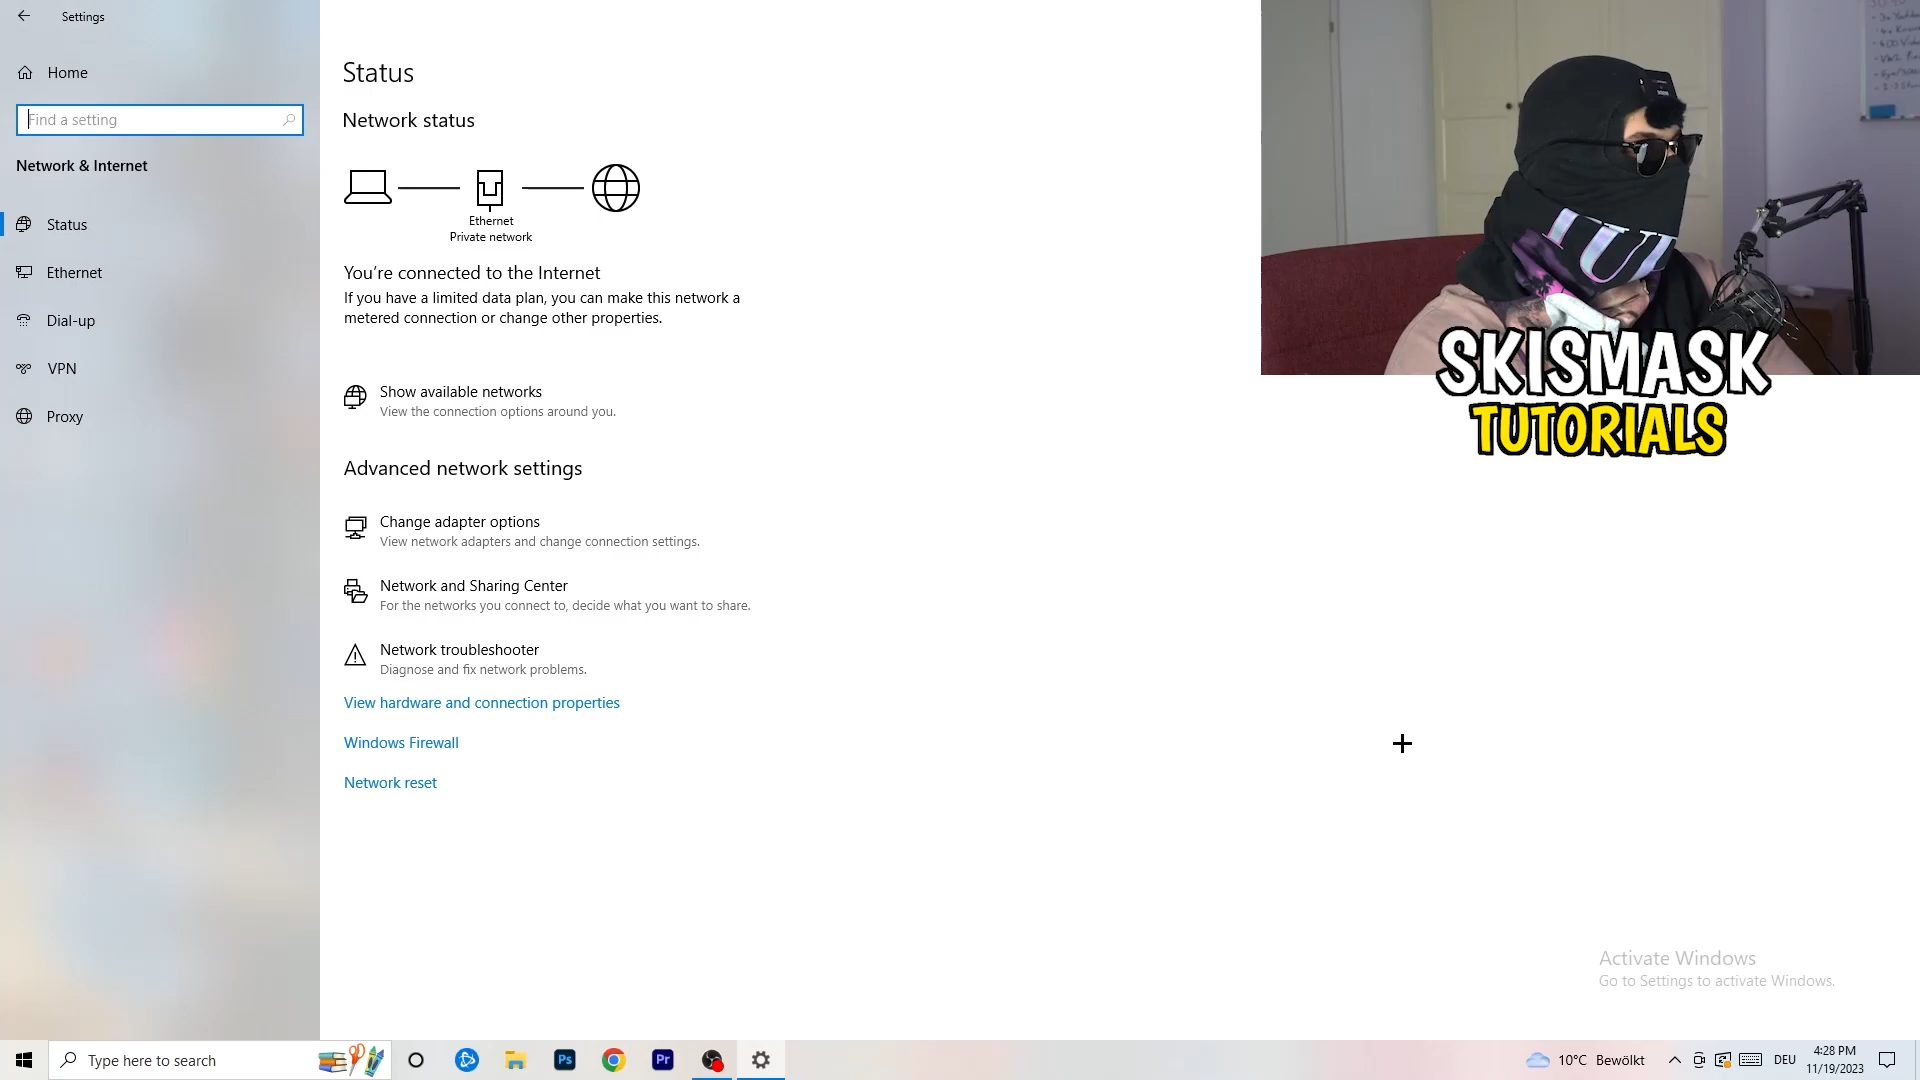 Settings
Home
Find a setting
Network & Internet
Status
Ethernet
Dial-up
VPN
Proxy
Status
Network status
Ethernet
Private network
You're connected to the Internet
If you have a limited data plan, you can make this network a
metered connection or change other properties.
Show available networks
View the connection options around you.
Advanced network settings
Change adapter options
View network adapters and change connection settings.
Network and Sharing Center
For the networks you connect to, decide what you want to share.
Network troubleshooter
Diagnose and fix network problems.
View hardware and connection properties
Windows Firewall
Network reset
SKISMASK
TUTORIALS
Activate Windows
Go to Settings to activate Windows.
Type here to search
Ps
Pr
10°C Bewölkt
DEU
4:28 PM
11/19/2023